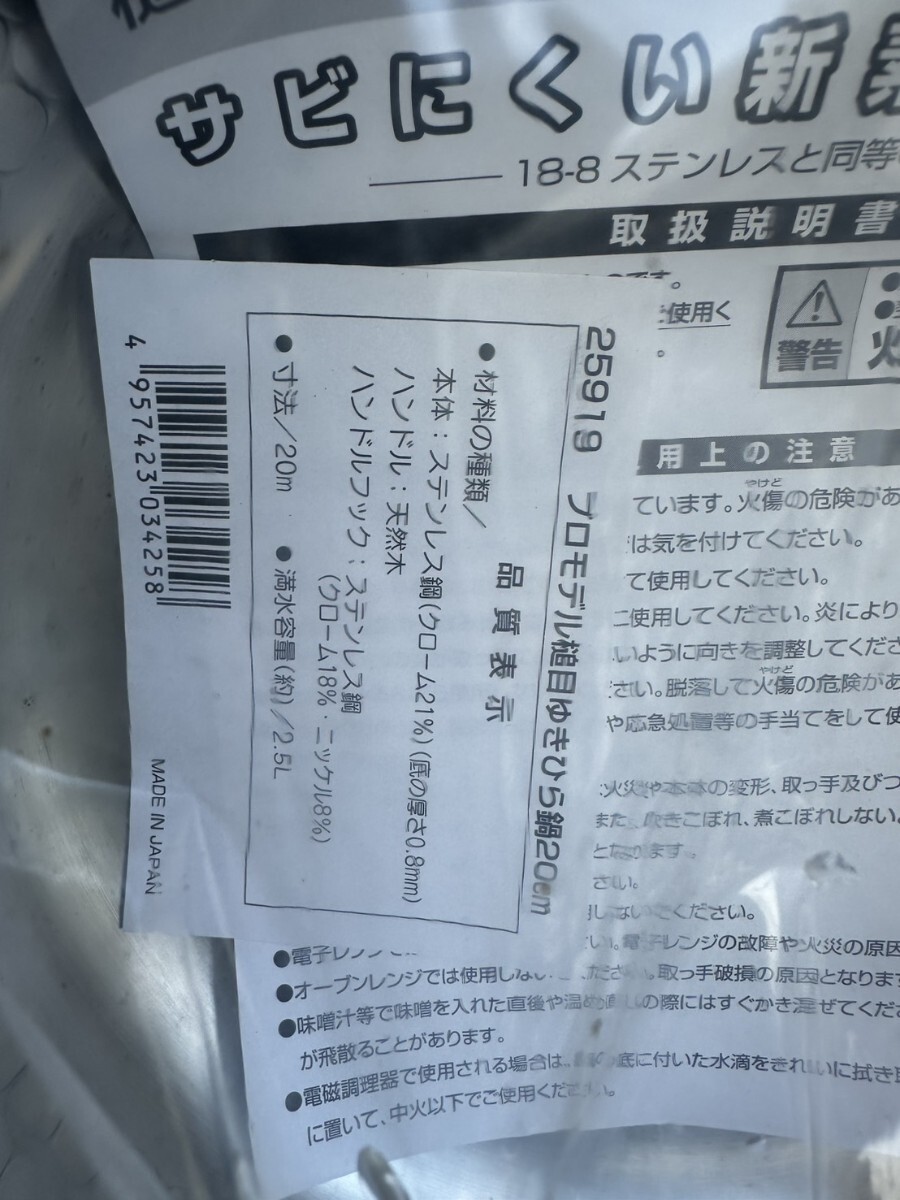 サビにくい新素
18-8 ステンレスと同等
取扱説明書
です。
使用く
警告
火
用上の注意
ています。火傷の危険があ
は気を付けてください。
て使用してください。
に使用してください。炎により
いように向きを調整してくださ
さい。脱落して火傷の危険があ
や応急処置等の手当てをして使
火災や本体の変形、取っ手及びつ
また、吹きこぼれ、煮こぼれしない
となります。
さい。
しないでください。
い。電子レンジの故障や火災の原因
●電子レンジで
●オーブンレンジでは使用しない
ださい。取っ手破損の原因となります
●味噌汁等で味噌を入れた直後や温め直しの際にはすぐかき混ぜてくださ
が飛散ることがあります。
●電磁調理器で使用される場合は、鍋の底に付いた水滴をきれいに拭き取
に置いて、中火以下でご使用ください。
25919 プロモデル槌目ゆきひら鍋20cm
品質表示
●材料の種類／
本体：ステンレス鋼(クローム21%)(底の厚さ0.8mm)
ハンドル：天然木
ハンドルフック：ステンレス鋼
(クローム18%・ニッケル8%)
●寸法／20m ●満水容量(約)／2.5L
4 957423 034258
MADE IN JAPAN